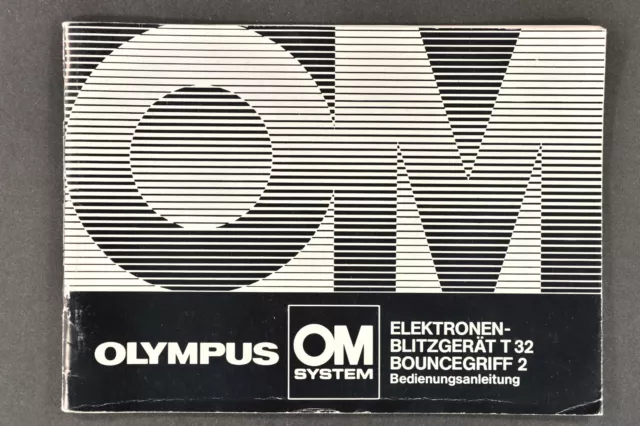 OM
OLYMPUS
OM
SYSTEM
ELEKTRONEN-
BLITZGERÄT T 32
BOUNCEGRIFF 2
Bedienungsanleitung